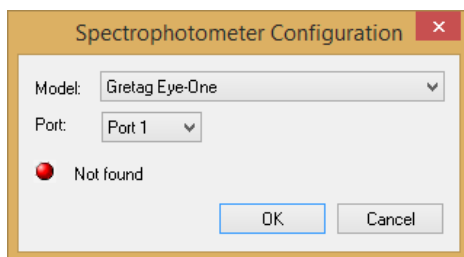 Spectrophotometer Configuration
Model: Gretag Eye-One
Port: Port 1
Not found
OK Cancel